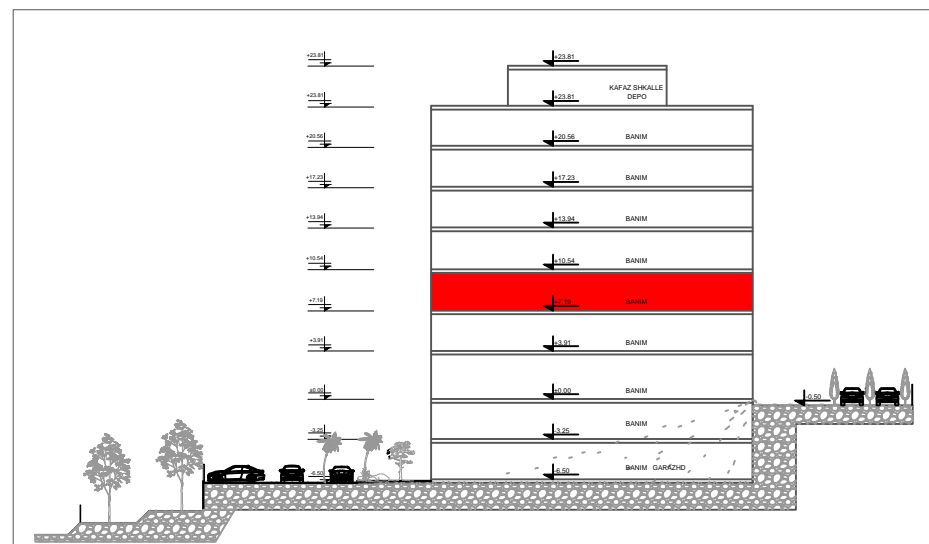 +23.81
+23.81
KAFAZ SHKALLE
DEPO
+23.81
+23.81
+20.56
+20.56
BANIM
+17.23
+17.23
BANIM
+13.94
+13.94
BANIM
+10.54
+10.54
BANIM
+7.19
+7.19
BANIM
+3.91
+3.91
BANIM
±0.00
±0.00
BANIM
-0.50
-3.25
-3.25
BANIM
-6.50
-6.50
BANIM GARAZHD